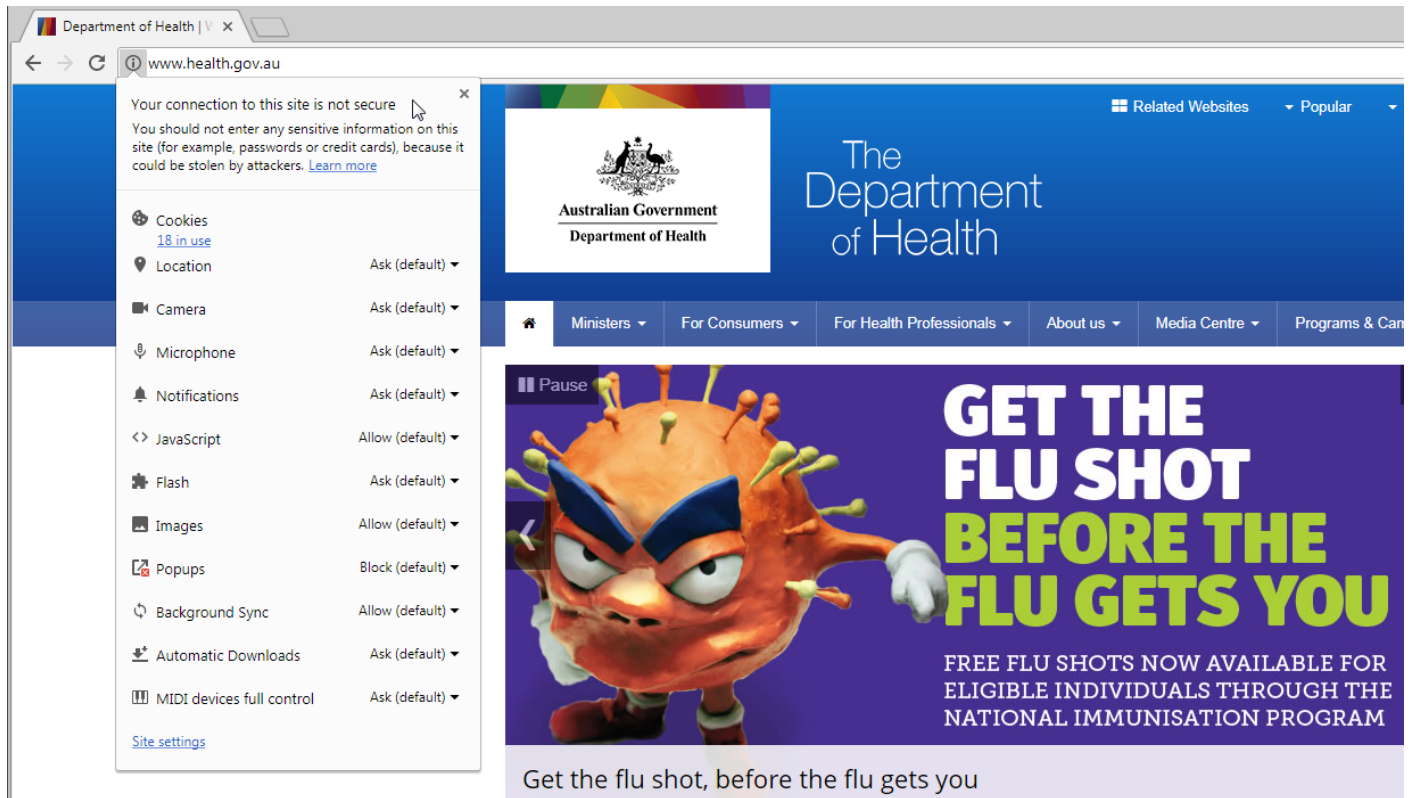 Department of Health | V
www.health.gov.au
Your connection to this site is not secure
You should not enter any sensitive information on this
site (for example, passwords or credit cards), because it
could be stolen by attackers. Learn more
Cookies
18 in use
Location Ask (default)
Camera Ask (default)
Microphone Ask (default)
Notifications Ask (default)
JavaScript Allow (default)
Flash Ask (default)
Images Allow (default)
Popups Block (default)
Background Sync Allow (default)
Automatic Downloads Ask (default)
MIDI devices full control Ask (default)
Site settings
Australian Government
Department of Health
The
Department
of Health
Related Websites Popular
Ministers For Consumers For Health Professionals About us Media Centre Programs & Cam
Pause
GET THE
FLU SHOT
BEFORE THE
FLU GETS YOU
FREE FLU SHOTS NOW AVAILABLE FOR
ELIGIBLE INDIVIDUALS THROUGH THE
NATIONAL IMMUNISATION PROGRAM
Get the flu shot, before the flu gets you